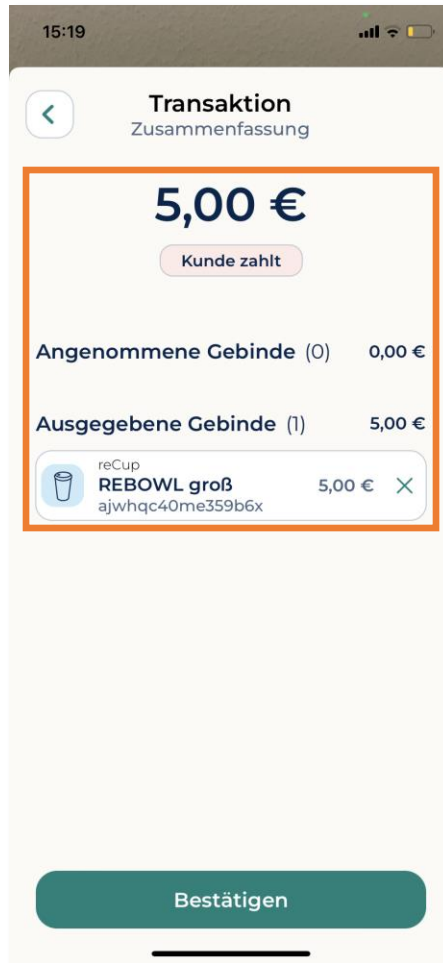 15:19
Transaktion
Zusammenfassung
5,00 €
Kunde zahlt
Angenommene Gebinde (0) 0,00 €
Ausgegebene Gebinde (1) 5,00 €
reCup
REBOWL groß 5,00 €
ajwhqc40me359b6x
Bestätigen